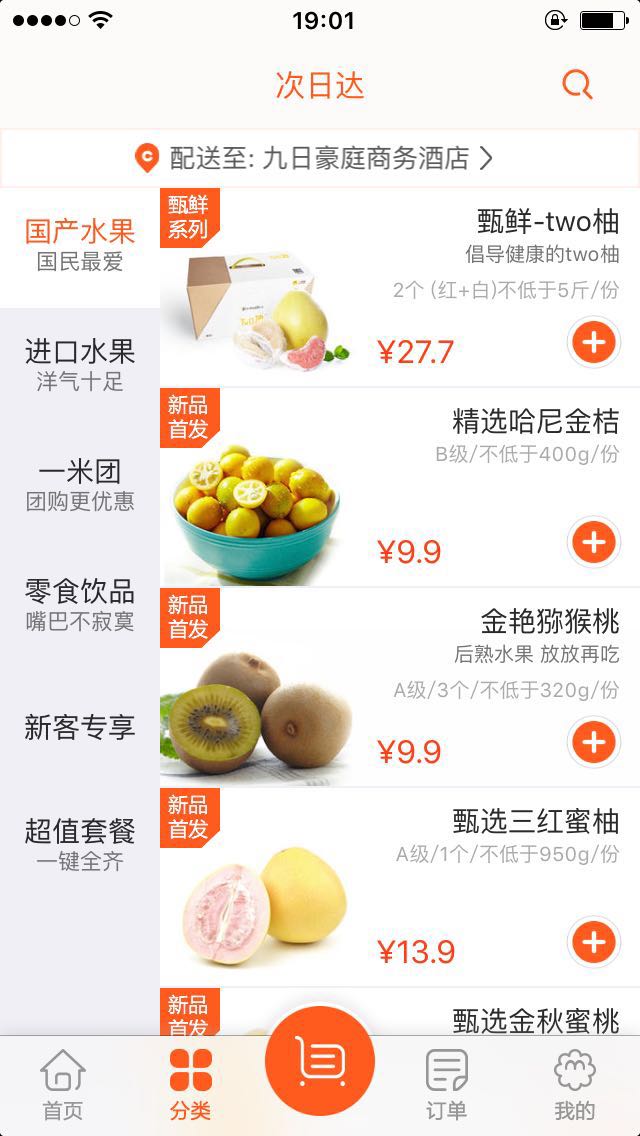 19:01
次日达
配送至: 九日豪庭商务酒店
国产水果
国民最爱
进口水果
洋气十足
一米团
团购更优惠
零食饮品
嘴巴不寂寞
新客专享
超值套餐
一键全齐
甄鲜
系列
甄鲜-two柚
倡导健康的two柚
2个 (红+白)不低于5斤/份
¥27.7
新品
首发
精选哈尼金桔
B级/不低于400g/份
¥9.9
新品
首发
金艳猕猴桃
后熟水果 放放再吃
A级/3个/不低于320g/份
¥9.9
新品
首发
甄选三红蜜柚
A级/1个/不低于950g/份
¥13.9
新品
首发
甄选金秋蜜桃
首页
分类
订单
我的